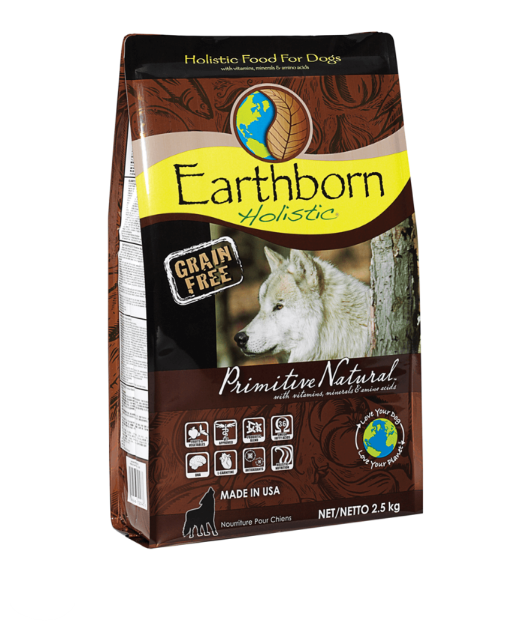 Holistic Food For Dogs
with vitamins, minerals & amino acids
Earthborn
Holistic®
GRAIN
FREE
Primitive Natural™
with vitamins, minerals & amino acids
Love Your Dog
Love Your Planet
MADE IN USA
Nourriture Pour Chiens
NET/NETTO 2.5 kg